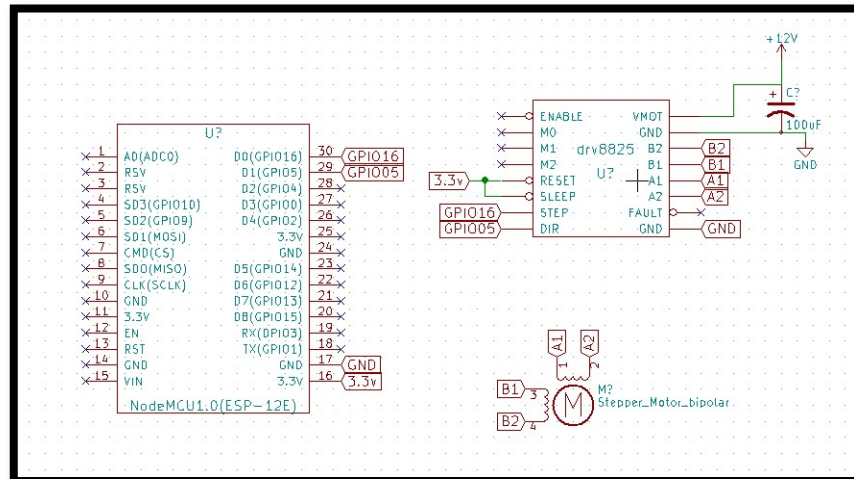 +12V
C?
+
100uF
GND
U?
1 A0(ADC0) D0(GPIO16) 30 GPIO16
2 RSV D1(GPIO5) 29 GPIO05
3 RSV D2(GPIO4) 28
4 SD3(GPIO10) D3(GPIO0) 27
5 SD2(GPIO9) D4(GPIO2) 26
6 SD1(MOSI) 3.3V 25
7 CMD(CS) GND 24
8 SDO(MISO) D5(GPIO14) 23
9 CLK(SCLK) D6(GPIO12) 22
10 GND D7(GPIO13) 21
11 3.3V D8(GPIO15) 20
12 EN RX(DPIO3) 19
13 RST TX(GPIO1) 18
14 GND GND 17 GND
15 VIN 3.3V 16 3.3v
NodeMCU1.0(ESP-12E)
ENABLE VMOT
M0 GND
M1 drv8825 B2 B2
M2 U? B1 B1
3.3v RESET A1 A1
SLEEP A2 A2
GPIO16 STEP FAULT
GPIO05 DIR GND GND
A1 A2
1 2
B1 3
B2 4
M
M?
Stepper_Motor_bipolar